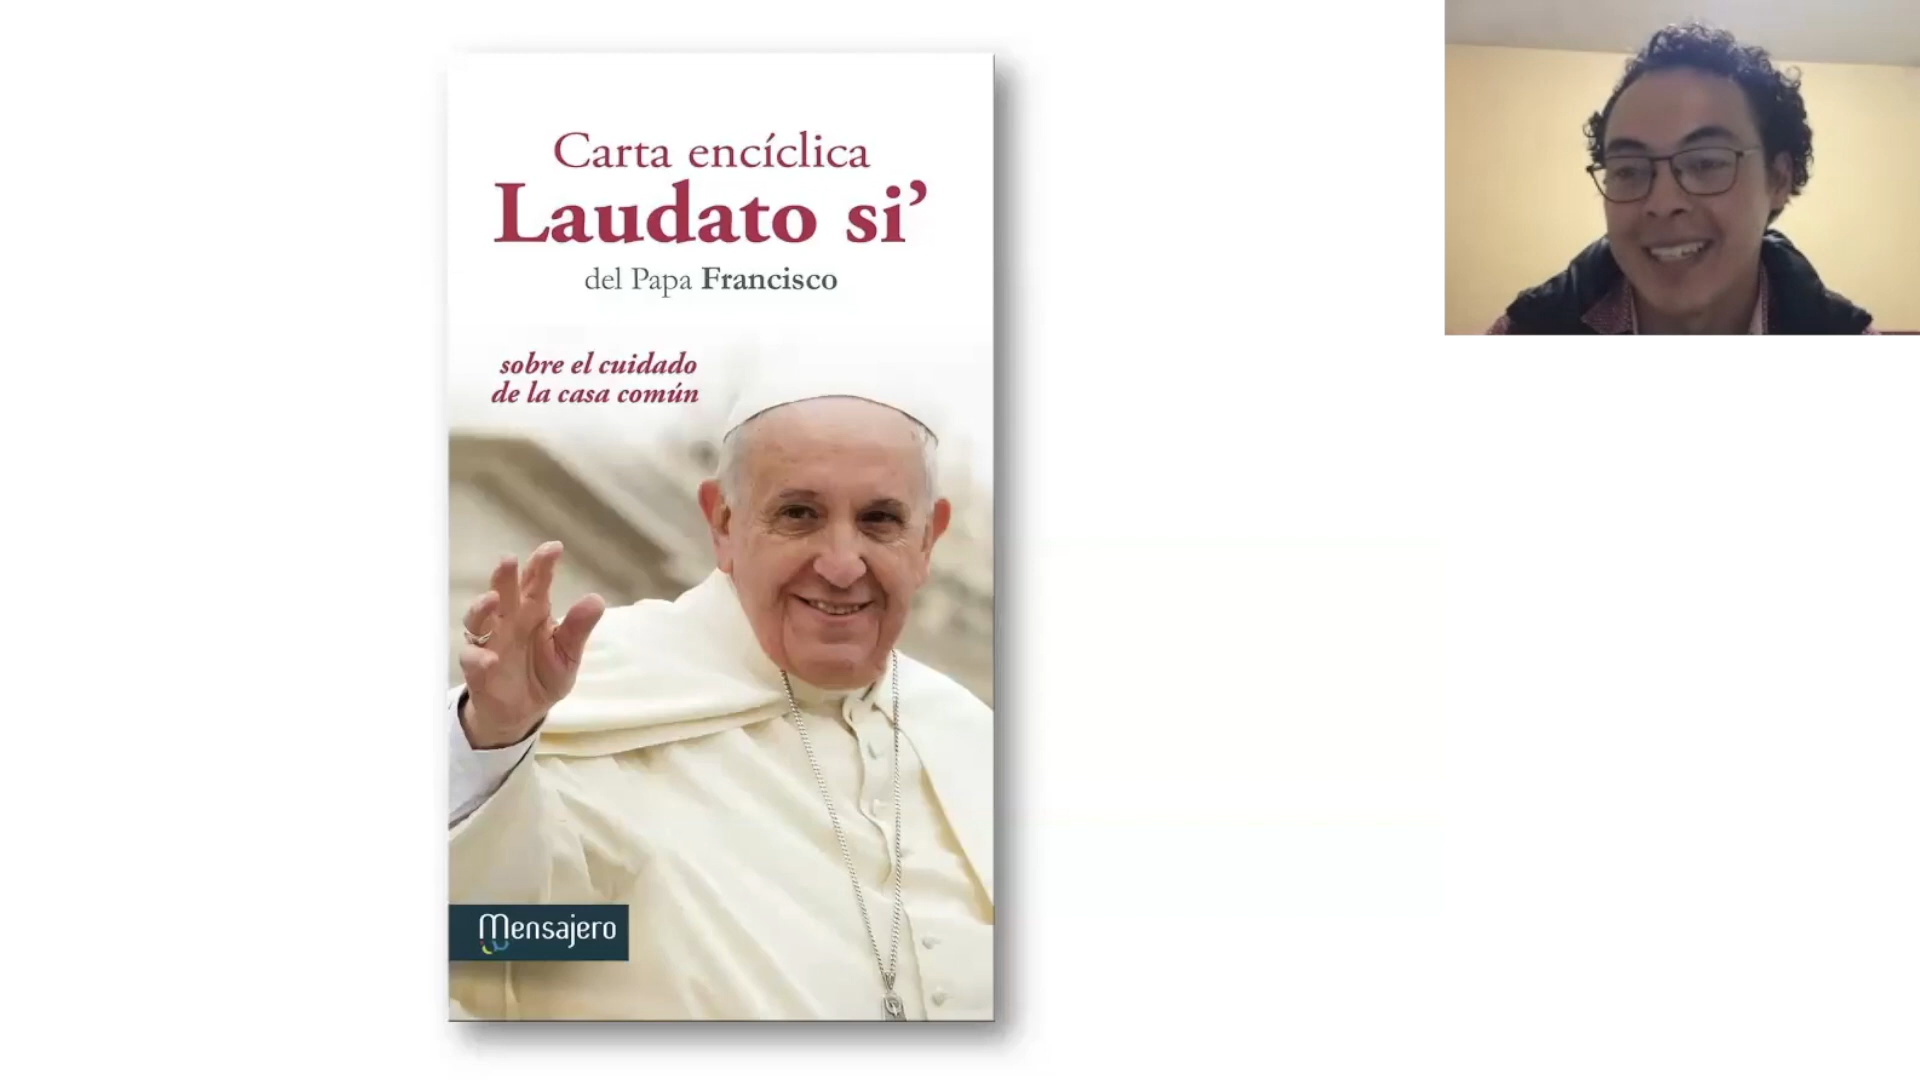 Carta encíclica
Laudato si’
del Papa Francisco
sobre el cuidado
de la casa común
Mensajero